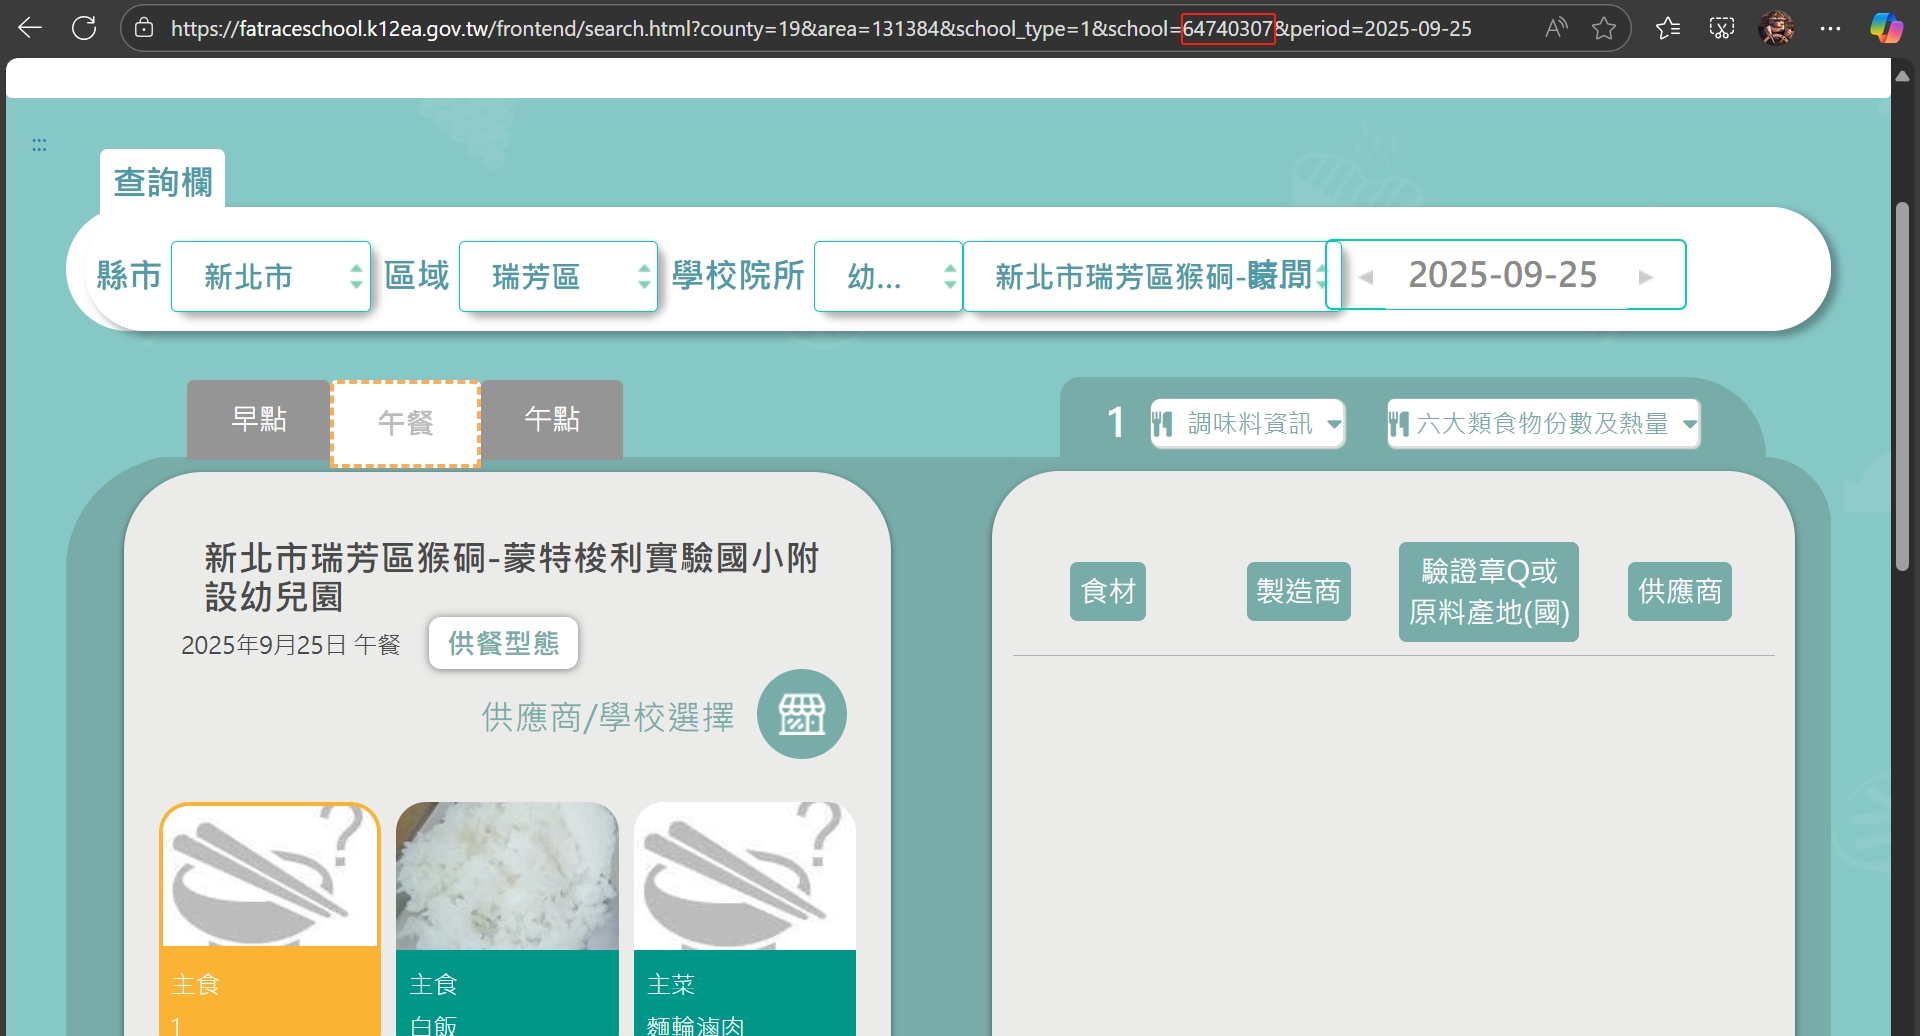 https://fatraceschool.k12ea.gov.tw/frontend/search.html?county=19&area=131384&school_type=1&school=64740307&period=2025-09-25
:::
查詢欄
縣市 新北市 區域 瑞芳區 學校院所 幼... 新北市瑞芳區猴硐- 時間 2025-09-25
早點 午餐 午點
1 調味料資訊 六大類食物份數及熱量
新北市瑞芳區猴硐-蒙特梭利實驗國小附
設幼兒園
2025年9月25日 午餐 供餐型態
供應商/學校選擇
食材 製造商 驗證章Q或
原料產地(國) 供應商
主食 主食 主菜
1 白飯 麵輪滷肉